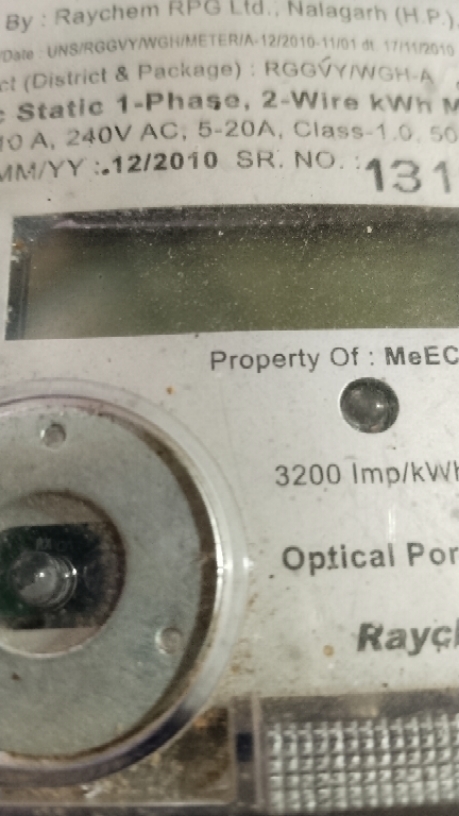 By : Raychem RPG Ltd., Nalagarh (H.P.)
/Date : UNS/RGGVY/WGH/METER/A-12/2010-11/01 dt. 17/11/2010
ct (District & Package) : RGGVY/WGH-A
c Static 1-Phase, 2-Wire kWh M
10 A, 240V AC, 5-20A, Class-1.0, 50
MM/YY : 12/2010 SR. NO. : 131
Property Of : MeEC
3200 Imp/kWh
Optical Por
Raych